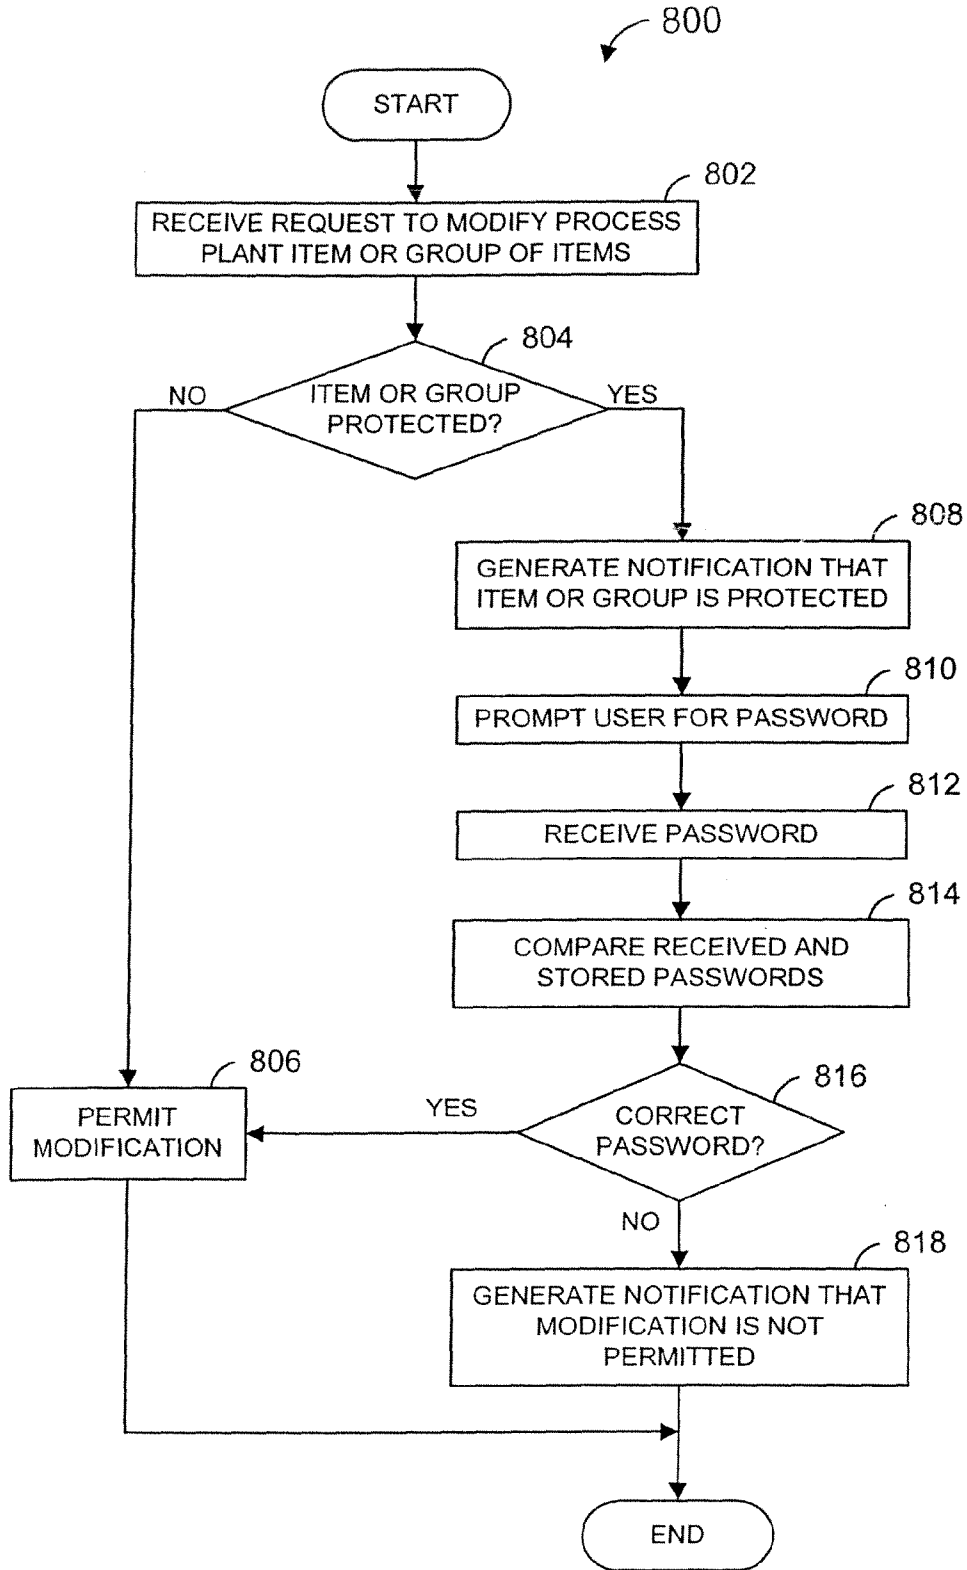 800
START
802
RECEIVE REQUEST TO MODIFY PROCESS
PLANT ITEM OR GROUP OF ITEMS
804
NO
ITEM OR GROUP
PROTECTED?
YES
808
GENERATE NOTIFICATION THAT
ITEM OR GROUP IS PROTECTED
810
PROMPT USER FOR PASSWORD
812
RECEIVE PASSWORD
814
COMPARE RECEIVED AND
STORED PASSWORDS
806
PERMIT
MODIFICATION
YES
816
CORRECT
PASSWORD?
NO
818
GENERATE NOTIFICATION THAT
MODIFICATION IS NOT
PERMITTED
END